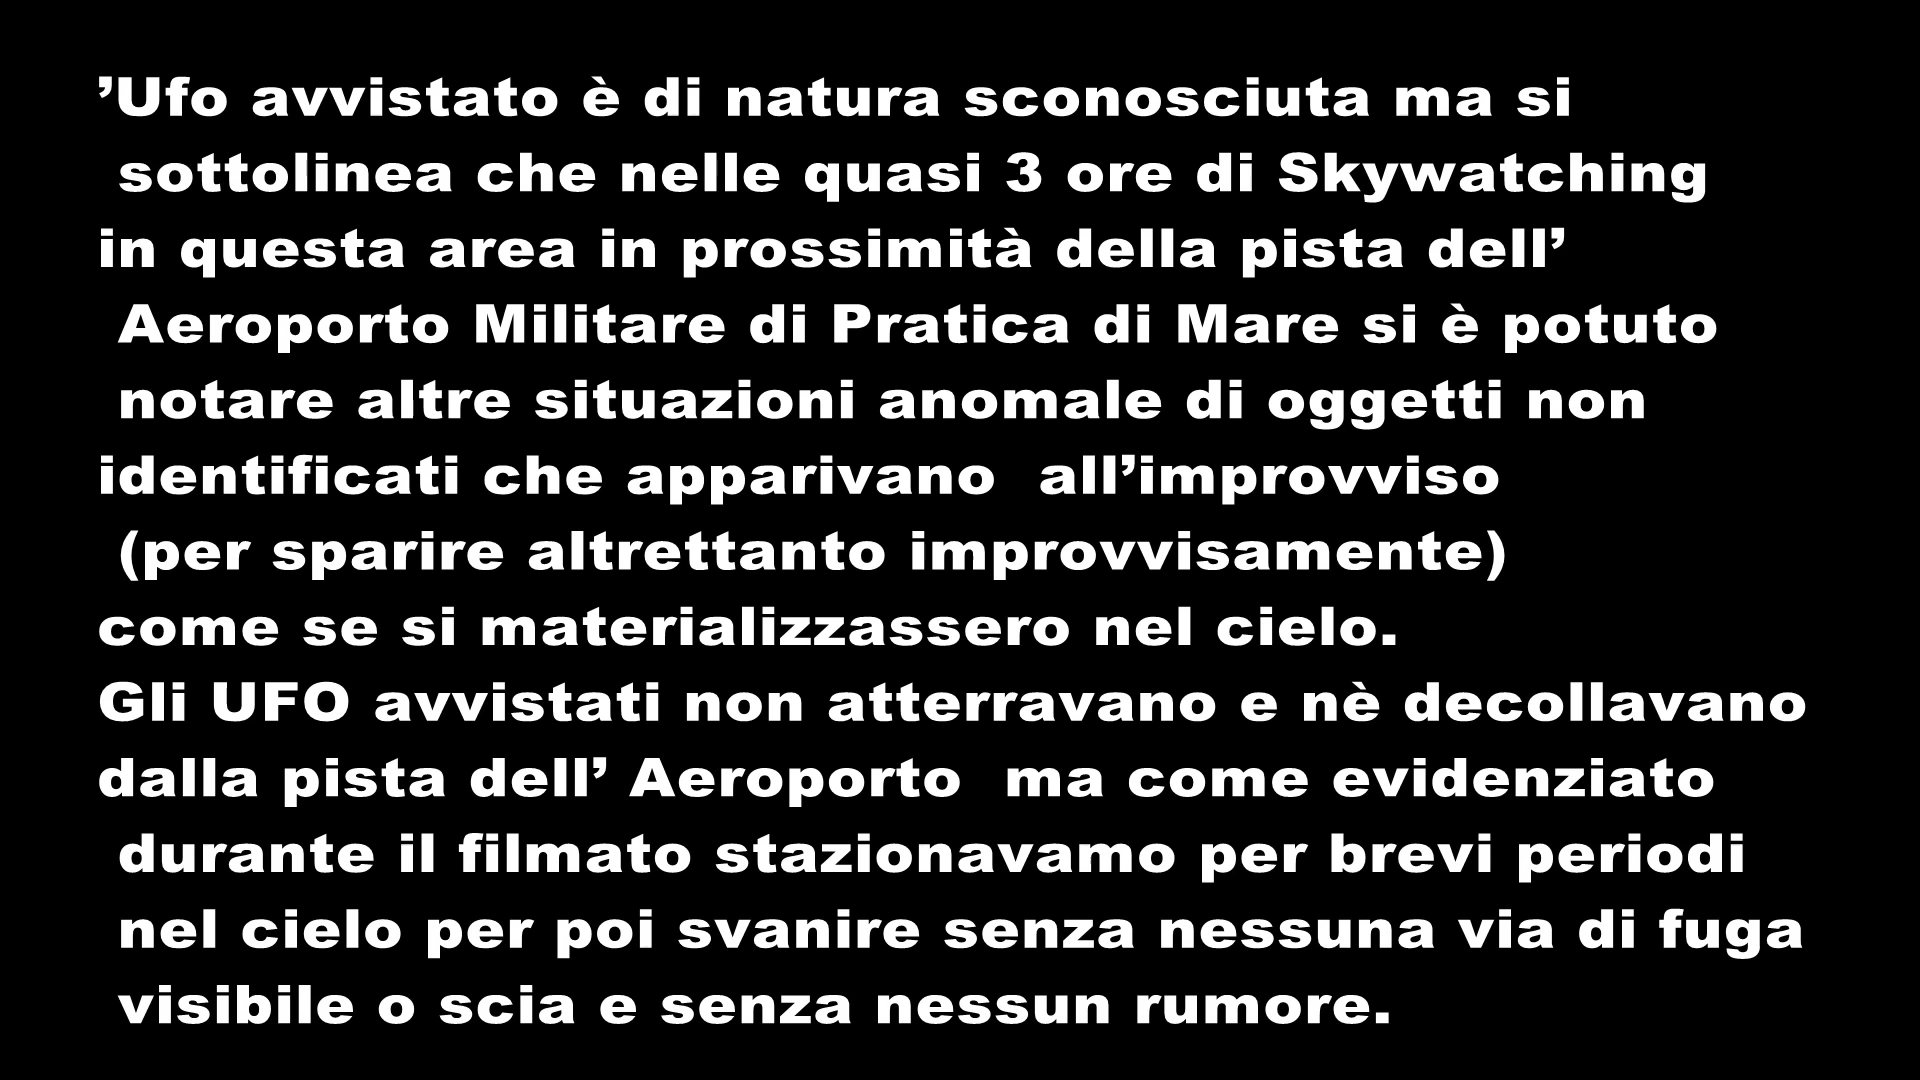 ’Ufo avvistato è di natura sconosciuta ma si
sottolinea che nelle quasi 3 ore di Skywatching
in questa area in prossimità della pista dell’
Aeroporto Militare di Pratica di Mare si è potuto
notare altre situazioni anomale di oggetti non
identificati che apparivano  all’improvviso
(per sparire altrettanto improvvisamente)
come se si materializzassero nel cielo.
Gli UFO avvistati non atterravano e nè decollavano
dalla pista dell’ Aeroporto  ma come evidenziato
durante il filmato stazionavamo per brevi periodi
nel cielo per poi svanire senza nessuna via di fuga
visibile o scia e senza nessun rumore.